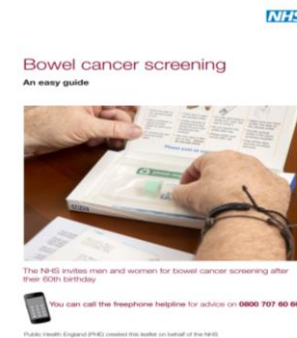 NHS
Bowel cancer screening
An easy guide
The NHS invites men and women for bowel cancer screening after
their 60th birthday
You can call the freephone helpline for advice on 0800 707 60 60
Public Health England (PHE) created this leaflet on behalf of the NHS